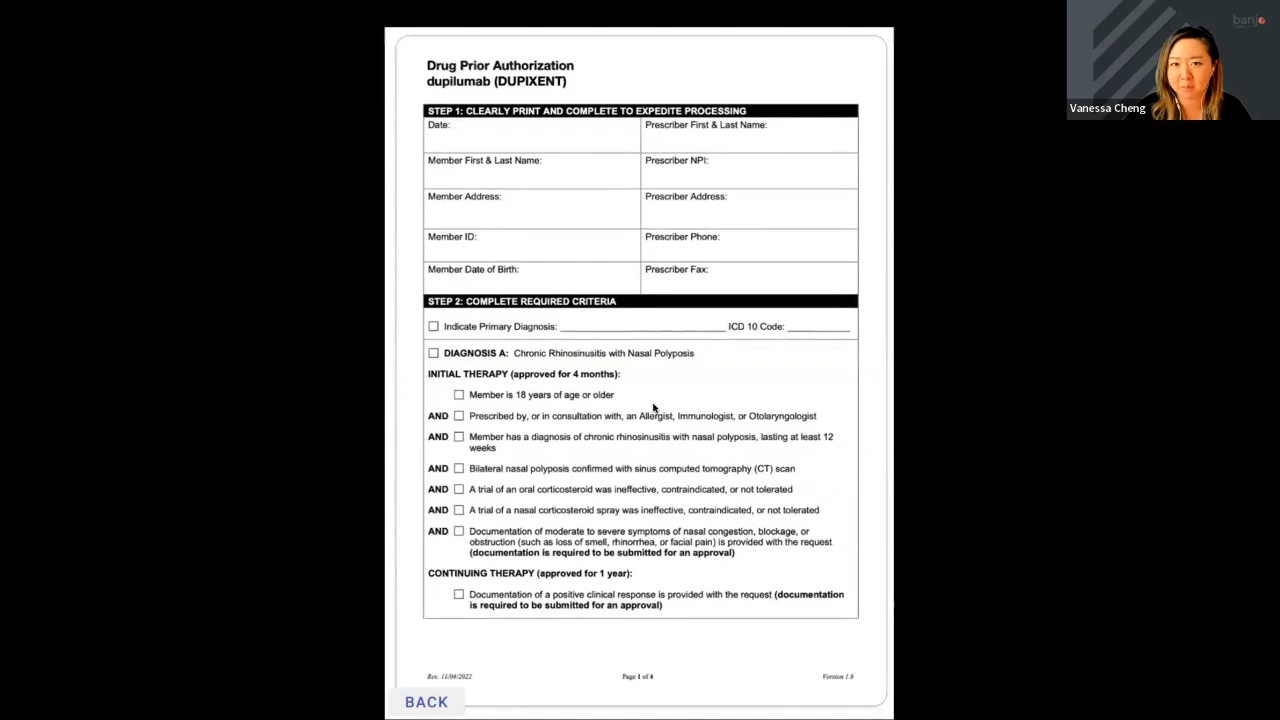 Drug Prior Authorization
dupilumab (DUPIXENT)
STEP 1: CLEARLY PRINT AND COMPLETE TO EXPEDITE PROCESSING
Date:
Prescriber First & Last Name:
Member First & Last Name:
Prescriber NPI:
Member Address:
Prescriber Address:
Member ID:
Prescriber Phone:
Member Date of Birth:
Prescriber Fax:
STEP 2: COMPLETE REQUIRED CRITERIA
Indicate Primary Diagnosis: ICD 10 Code:
DIAGNOSIS A: Chronic Rhinosinusitis with Nasal Polyposis
INITIAL THERAPY (approved for 4 months):
Member is 18 years of age or older
AND Prescribed by, or in consultation with, an Allergist, Immunologist, or Otolaryngologist
AND Member has a diagnosis of chronic rhinosinusitis with nasal polyposis, lasting at least 12
weeks
AND Bilateral nasal polyposis confirmed with sinus computed tomography (CT) scan
AND A trial of an oral corticosteroid was ineffective, contraindicated, or not tolerated
AND A trial of a nasal corticosteroid spray was ineffective, contraindicated, or not tolerated
AND Documentation of moderate to severe symptoms of nasal congestion, blockage, or
obstruction (such as loss of smell, rhinorrhea, or facial pain) is provided with the request
(documentation is required to be submitted for an approval)
CONTINUING THERAPY (approved for 1 year):
Documentation of a positive clinical response is provided with the request (documentation
is required to be submitted for an approval)
Rev. 11/04/2022
Page 1 of 4
Version 1.8
BACK
banjo
Vanessa Cheng